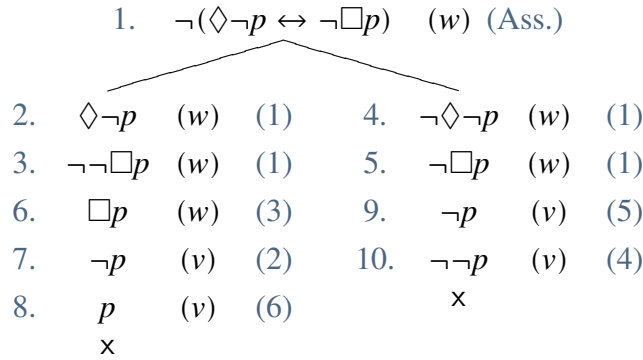 1. ¬(◇¬p ↔ ¬□p) (w) (Ass.)
2. ◇¬p (w) (1) 4. ¬◇¬p (w) (1)
3. ¬¬□p (w) (1) 5. ¬□p (w) (1)
6. □p (w) (3) 9. ¬p (v) (5)
7. ¬p (v) (2) 10. ¬¬p (v) (4)
8. p (v) (6) x
x